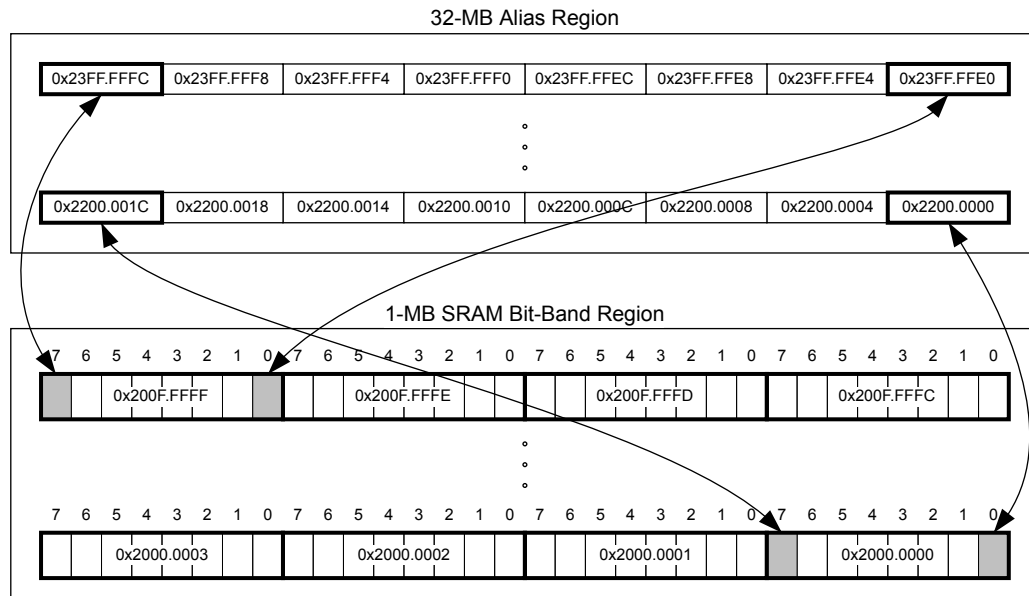 32-MB Alias Region
0x23FF.FFFC 0x23FF.FFF8 0x23FF.FFF4 0x23FF.FFF0 0x23FF.FFEC 0x23FF.FFE8 0x23FF.FFE4 0x23FF.FFE0
0x2200.001C 0x2200.0018 0x2200.0014 0x2200.0010 0x2200.000C 0x2200.0008 0x2200.0004 0x2200.0000
1-MB SRAM Bit-Band Region
7 6 5 4 3 2 1 0 7 6 5 4 3 2 1 0 7 6 5 4 3 2 1 0 7 6 5 4 3 2 1 0
0x200F.FFFF 0x200F.FFFE 0x200F.FFFD 0x200F.FFFC
7 6 5 4 3 2 1 0 7 6 5 4 3 2 1 0 7 6 5 4 3 2 1 0 7 6 5 4 3 2 1 0
0x2000.0003 0x2000.0002 0x2000.0001 0x2000.0000